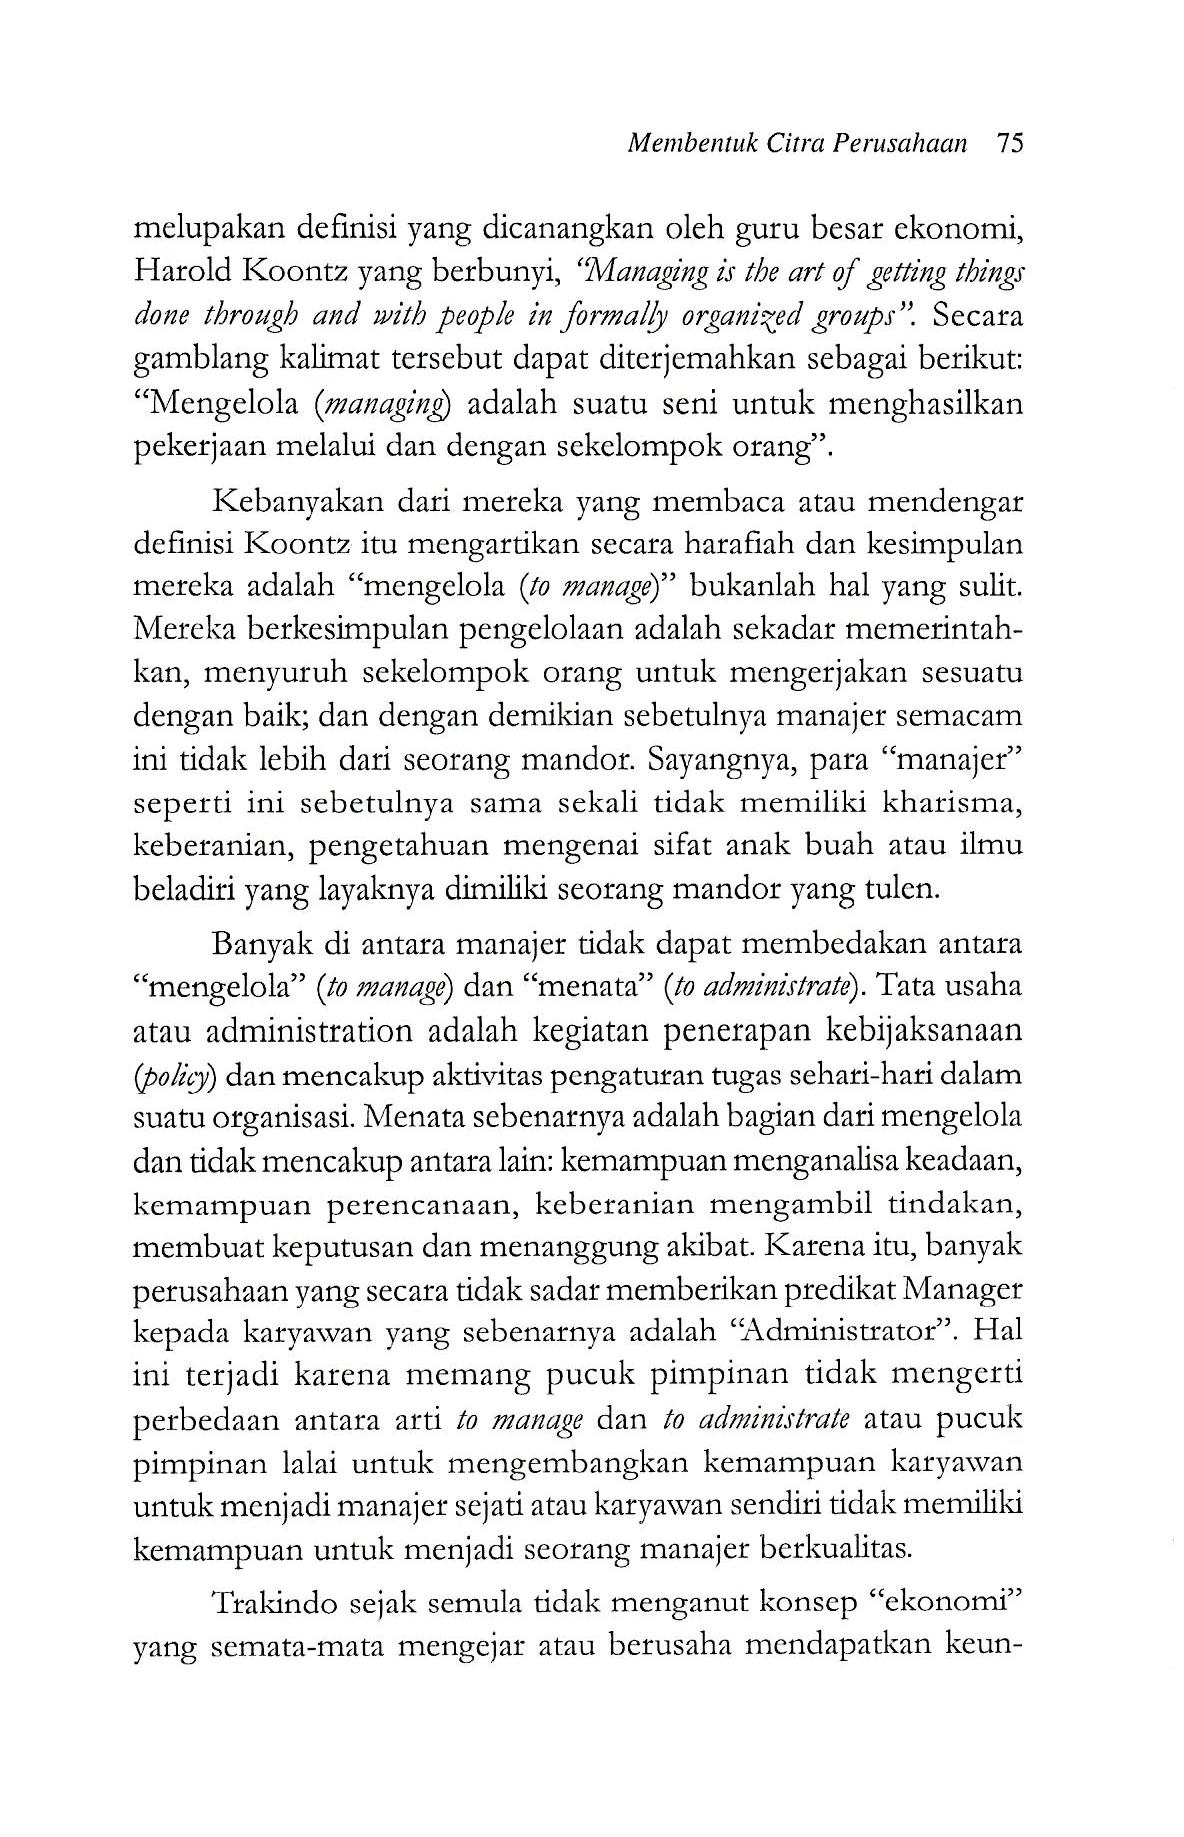 Membentuk Citra Perusahaan 75
melupakan definisi yang dicanangkan oleh guru besar ekonomi,
Harold Koontz yang berbunyi, “Managing is the art of getting things
done through and with people in formally organized groups”. Secara
gamblang kalimat tersebut dapat diterjemahkan sebagai berikut:
“Mengelola (managing) adalah suatu seni untuk menghasilkan
pekerjaan melalui dan dengan sekelompok orang”.
Kebanyakan dari mereka yang membaca atau mendengar
definisi Koontz itu mengartikan secara harafiah dan kesimpulan
mereka adalah “mengelola (to manage)” bukanlah hal yang sulit.
Mereka berkesimpulan pengelolaan adalah sekadar memerintah-
kan, menyuruh sekelompok orang untuk mengerjakan sesuatu
dengan baik; dan dengan demikian sebetulnya manajer semacam
ini tidak lebih dari seorang mandor. Sayangnya, para “manajer”
seperti ini sebetulnya sama sekali tidak memiliki kharisma,
keberanian, pengetahuan mengenai sifat anak buah atau ilmu
beladiri yang layaknya dimiliki seorang mandor yang tulen.
Banyak di antara manajer tidak dapat membedakan antara
“mengelola” (to manage) dan “menata” (to administrate). Tata usaha
atau administration adalah kegiatan penerapan kebijaksanaan
(policy) dan mencakup aktivitas pengaturan tugas sehari-hari dalam
suatu organisasi. Menata sebenarnya adalah bagian dari mengelola
dan tidak mencakup antara lain: kemampuan menganalisa keadaan,
kemampuan perencanaan, keberanian mengambil tindakan,
membuat keputusan dan menanggung akibat. Karena itu, banyak
perusahaan yang secara tidak sadar memberikan predikat Manager
kepada karyawan yang sebenarnya adalah “Administrator”. Hal
ini terjadi karena memang pucuk pimpinan tidak mengerti
perbedaan antara arti to manage dan to administrate atau pucuk
pimpinan lalai untuk mengembangkan kemampuan karyawan
untuk menjadi manajer sejati atau karyawan sendiri tidak memiliki
kemampuan untuk menjadi seorang manajer berkualitas.
Trakindo sejak semula tidak menganut konsep “ekonomi”
yang semata-mata mengejar atau berusaha mendapatkan keun-